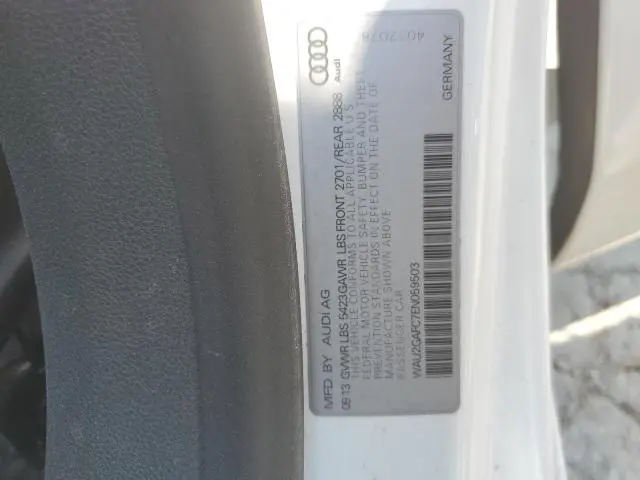 MFD. BY AUDI AG
09.13 GVWR LBS 5423 GAWR LBS FRONT 2701/REAR 2888
THIS VEHICLE CONFORMS TO ALL APPLICABLE U S
FEDERAL MOTOR VEHICLE SAFETY, BUMPER AND THEFT
PREVENTION STANDARDS IN EFFECT ON THE DATE OF
MANUFACTURE SHOWN ABOVE
PASSENGER CAR
WAU2GAFC7EN059503
GERMANY
Audi